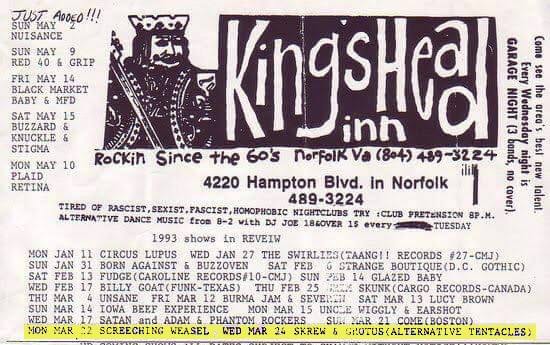 JUST ADDED!!!
SUN MAY 2
NUISANCE
SUN MAY 9
RED 40 & GRIP
FRI MAY 14
BLACK MARKET
BABY & MFD
SAT MAY 15
BUZZARD &
KNUCKLE &
STIGMA
MON MAY 10
PLAID
RETINA
King'sHead
inn
Rockin Since the 60's Norfolk Va (804) 489-3224
4220 Hampton Blvd. in Norfolk
489-3224
Come see the area's best new talent.
Every Wednesday night is
GARAGE NIGHT (3 bands, no cover).
TIRED OF RASCIST,SEXIST,FASCIST,HOMOPHOBIC NIGHTCLUBS TRY :CLUB PRETENSION 8P.M.
ALTERNATIVE DANCE MUSIC from 8-2 with DJ JOE 18&OVER 15 every TUESDAY
1993 shows in REVEIW
MON JAN 11 CIRCUS LUPUS WED JAN 27 THE SWIRLIES(TAANG!! RECORDS #27-CMJ)
SUN JAN 31 BORN AGAINST & BUZZOVEN SAT FEB 6 STRANGE BOUTIQUE(D.C. GOTHIC)
SAT FEB 13 FUDGE(CAROLINE RECORDS#10-CMJ) SUN FEB 14 GLAZED BABY
WED FEB 17 BILLY GOAT(FUNK-TEXAS) THU FEB 25 SKUNK(CARGO RECORDS-CANADA)
THU MAR 4 UNSANE FRI MAR 12 BURMA JAM & SEVERIN SAT MAR 13 LUCY BROWN
SUN MAR 14 IOWA BEEF EXPERIENCE MON MAR 15 UNCLE WIGGLY & EARSHOT
WED MAR 17 SATAN and ADAM & PHANTOM ROCKERS SUN MAR 21 COME(BOSTON)
MON MAR 22 SCREECHING WEASEL WED MAR 24 SKREW & GROTUS(ALTERNATIVE TENTACLES)